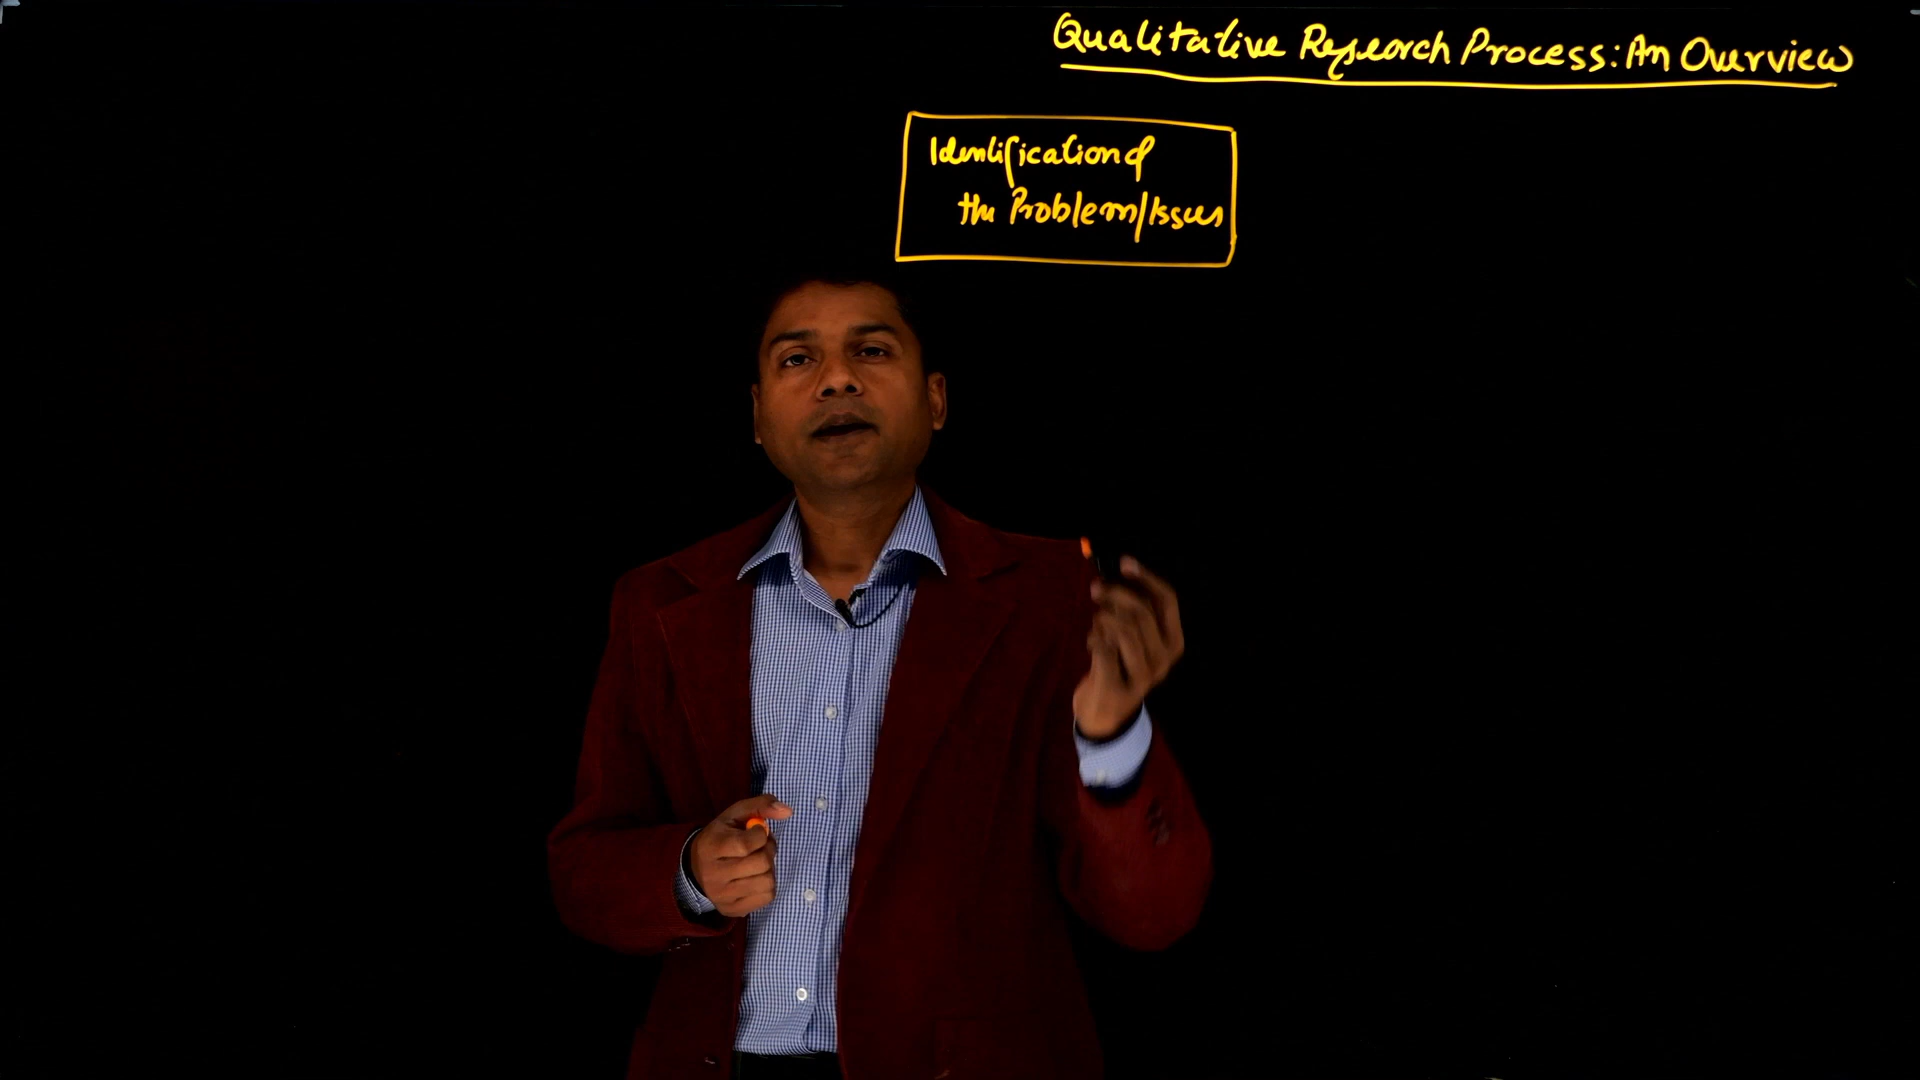 Qualitative Research Process: An Overview
Identification of
the Problem/Issues